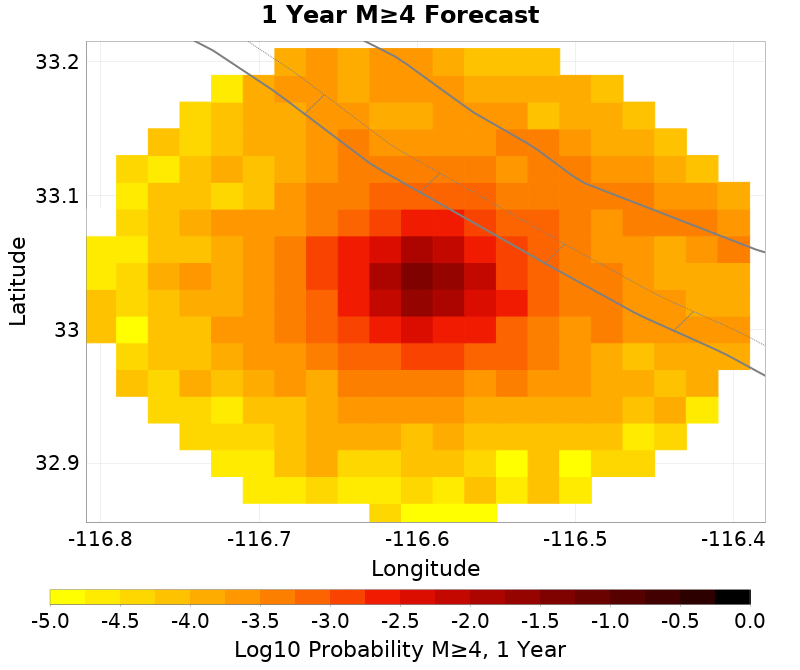 1 Year M≥4 Forecast
33.2
33.1
33
32.9
Latitude
-116.8 -116.7 -116.6 -116.5 -116.4
Longitude
-5.0 -4.5 -4.0 -3.5 -3.0 -2.5 -2.0 -1.5 -1.0 -0.5 0.0
Log10 Probability M≥4, 1 Year